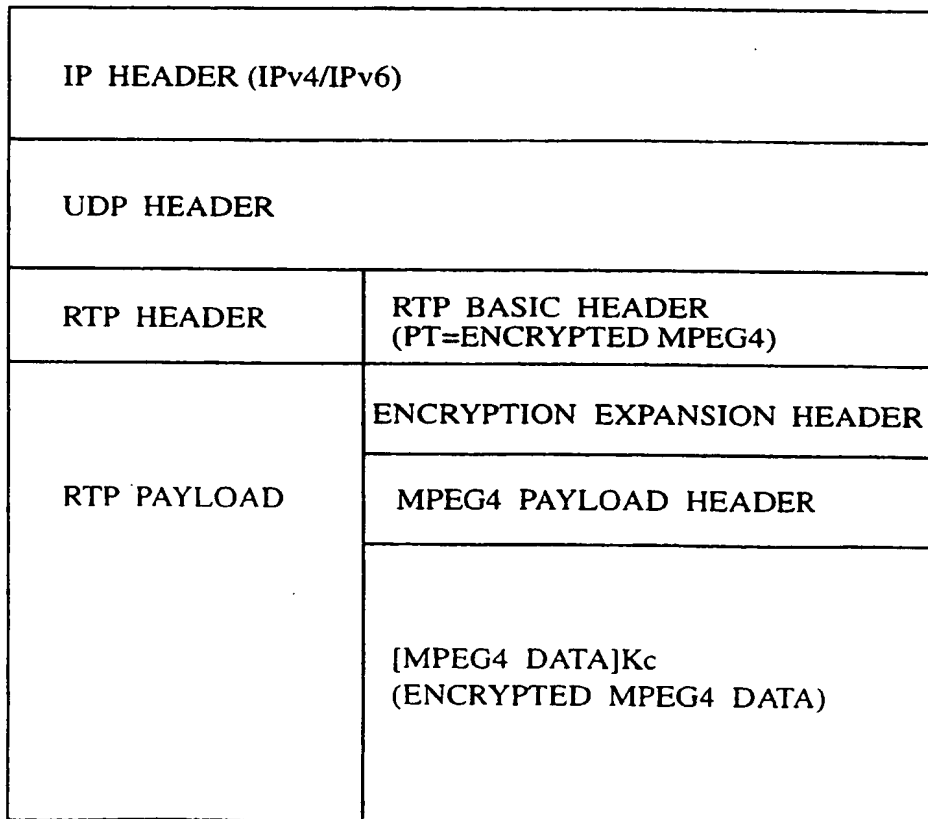 IP HEADER (IPv4/IPv6)
UDP HEADER
RTP HEADER
RTP BASIC HEADER
(PT=ENCRYPTED MPEG4)
ENCRYPTION EXPANSION HEADER
RTP PAYLOAD
MPEG4 PAYLOAD HEADER
[MPEG4 DATA]Kc
(ENCRYPTED MPEG4 DATA)